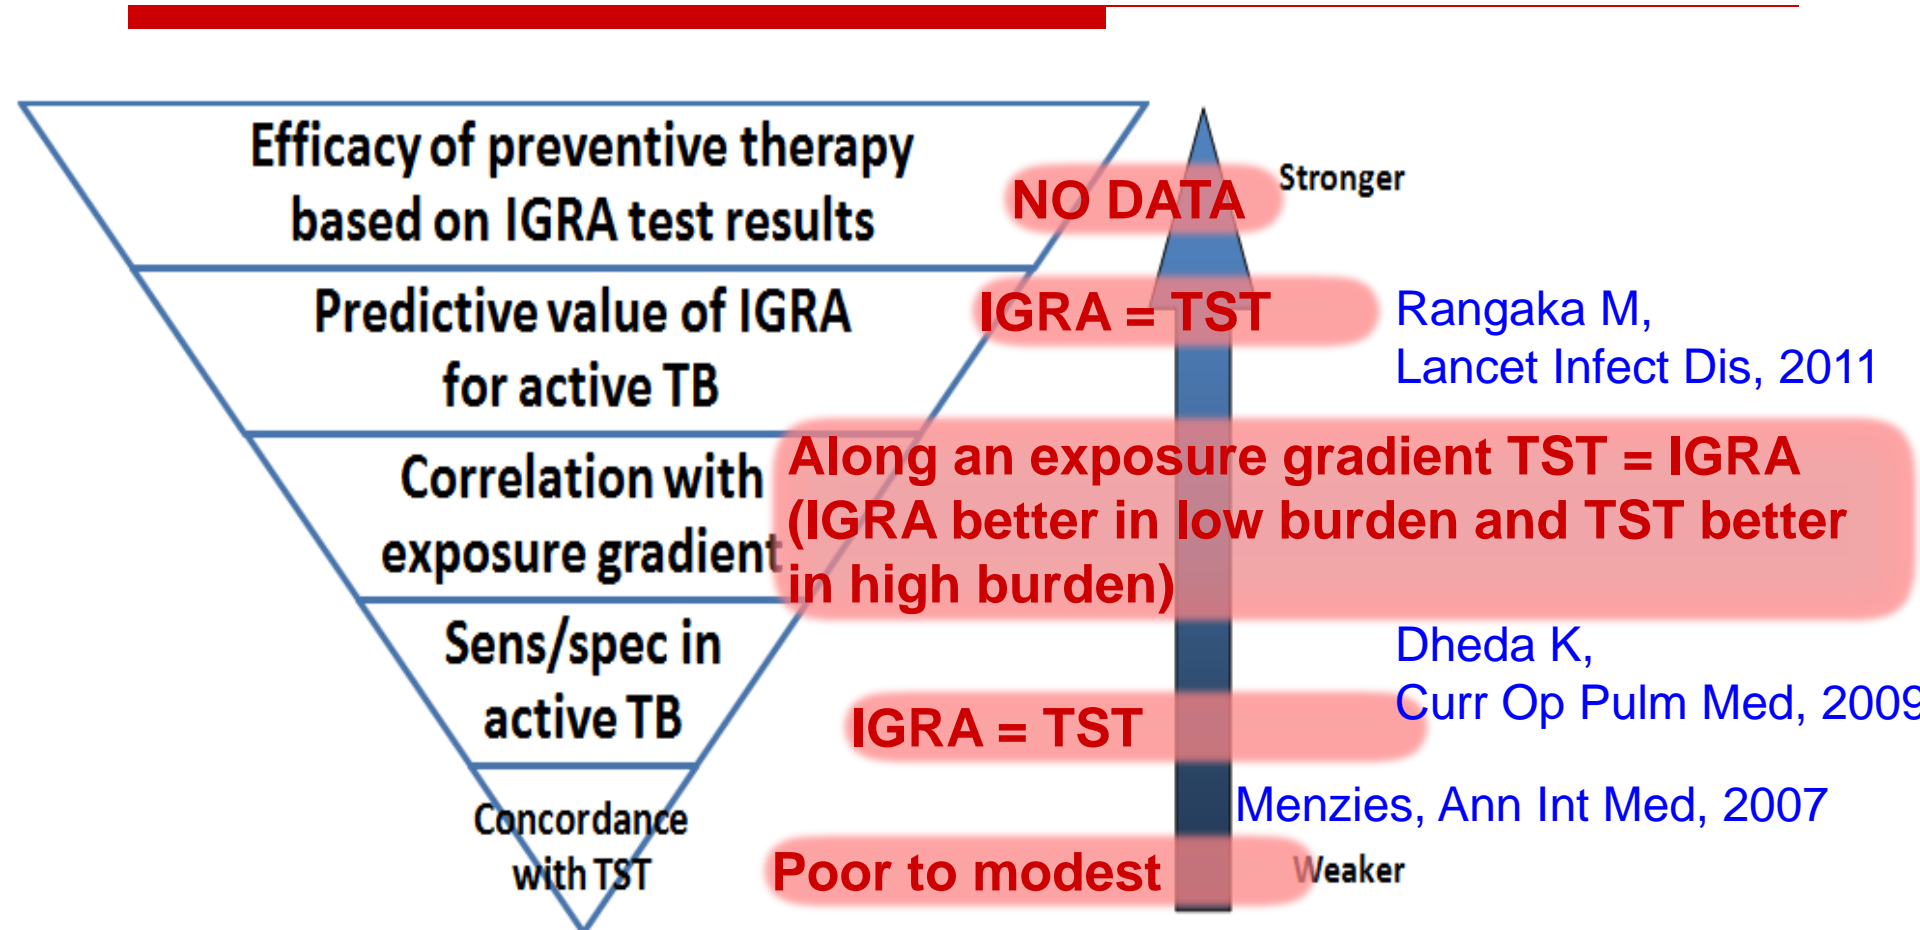 Efficacy of preventive therapy
based on IGRA test results
NO DATA
Stronger
Predictive value of IGRA
for active TB
IGRA = TST
Rangaka M,
Lancet Infect Dis, 2011
Correlation with
exposure gradient
Along an exposure gradient TST = IGRA
(IGRA better in low burden and TST better
in high burden)
Sens/spec in
active TB
IGRA = TST
Dheda K,
Curr Op Pulm Med, 2009
Menzies, Ann Int Med, 2007
Concordance
with TST
Poor to modest
Weaker